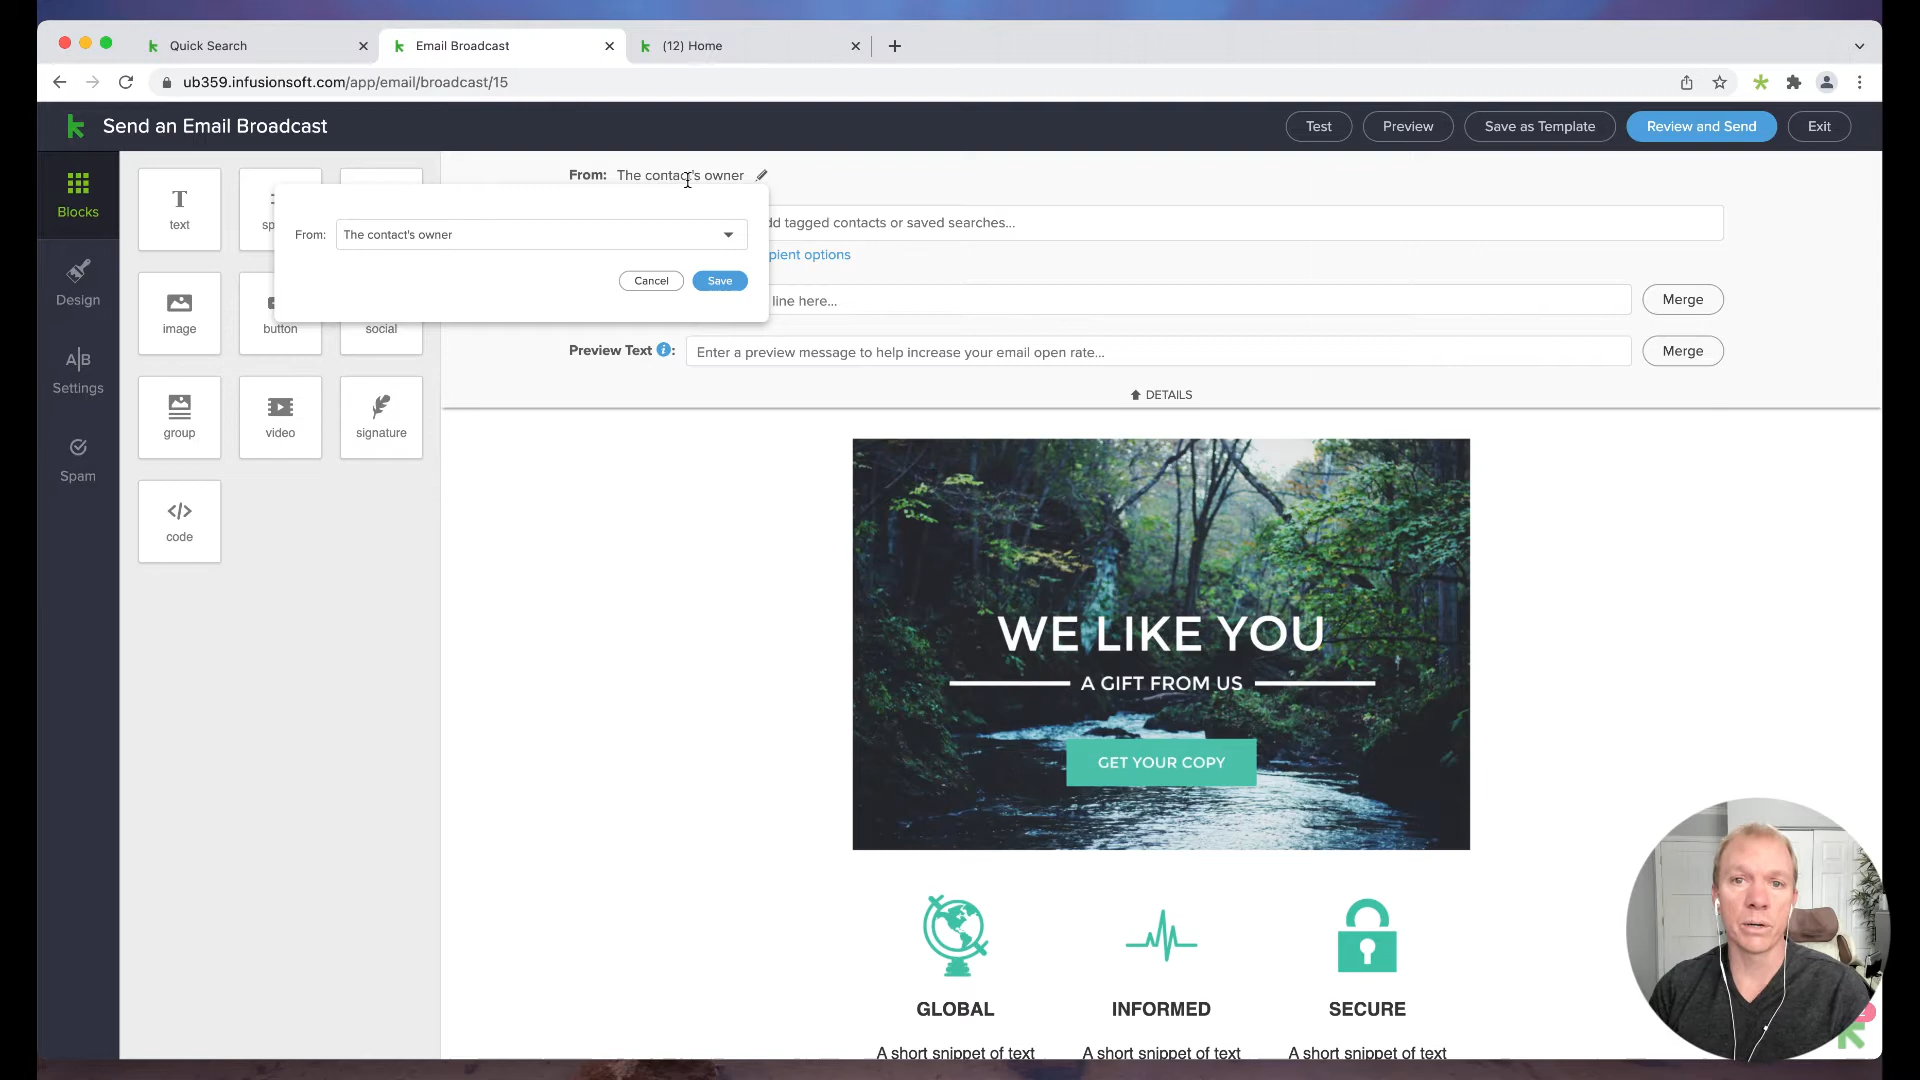 Quick Search
Email Broadcast
(12) Home
ub359.infusionsoft.com/app/email/broadcast/15
Send an Email Broadcast
Test
Preview
Save as Template
Review and Send
Exit
Blocks
Design
A|B
Settings
Spam
T
text
image
button
social
group
video
signature
</>
code
From: The contact's owner
From: The contact's owner
Cancel
Save
dd tagged contacts or saved searches...
pient options
line here...
Merge
Preview Text i: Enter a preview message to help increase your email open rate...
Merge
DETAILS
WE LIKE YOU
A GIFT FROM US
GET YOUR COPY
GLOBAL
INFORMED
SECURE
A short snippet of text
A short snippet of text
A short snippet of text